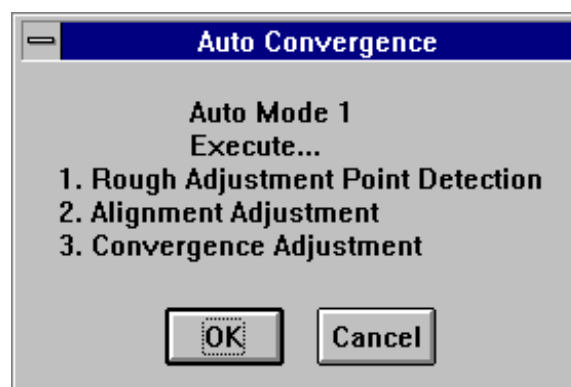 Auto Convergence
Auto Mode 1
Execute...
1. Rough Adjustment Point Detection
2. Alignment Adjustment
3. Convergence Adjustment
OK Cancel